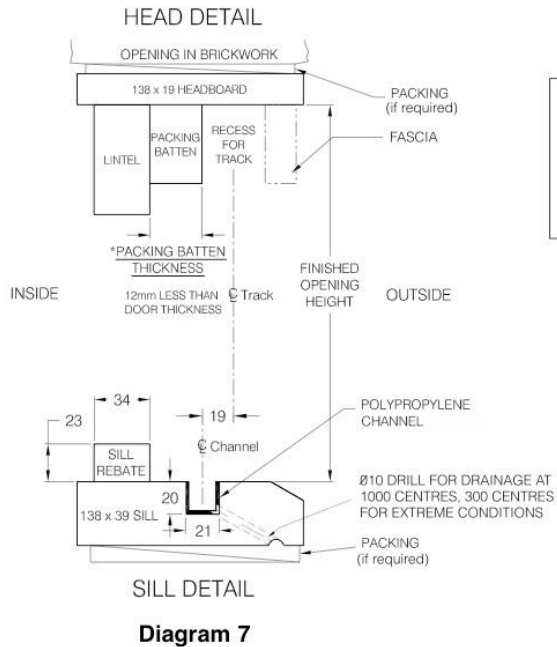 HEAD DETAIL
OPENING IN BRICKWORK
138 x 19 HEADBOARD
PACKING
(if required)
FASCIA
LINTEL
PACKING
BATTEN
RECESS
FOR
TRACK
*PACKING BATTEN
THICKNESS
12mm LESS THAN
DOOR THICKNESS
℄ Track
FINISHED
OPENING
HEIGHT
INSIDE
OUTSIDE
34
19
23
POLYPROPYLENE
CHANNEL
℄ Channel
SILL
REBATE
20
138 x 39 SILL
21
Ø10 DRILL FOR DRAINAGE AT
1000 CENTRES, 300 CENTRES
FOR EXTREME CONDITIONS
PACKING
(if required)
SILL DETAIL
Diagram 7